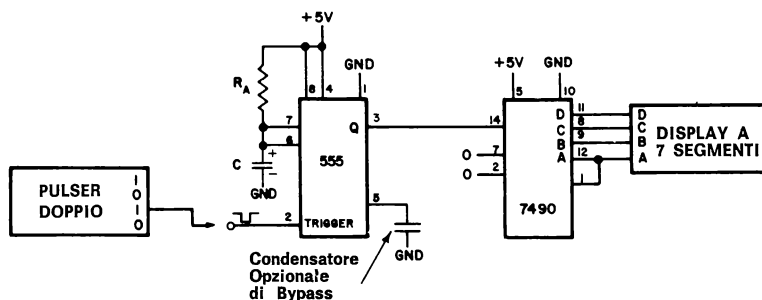 +5V
8
4
GND
1
R_A
7
6
+
-
C
GND
Q
3
555
PULSER
DOPPIO
1
0
1
0
2
TRIGGER
5
GND
Condensatore
Opzionale
di Bypass
+5V
5
GND
10
14
D
11
C
8
B
9
A
12
1
0
7
0
2
7490
D
C
B
A
DISPLAY A
7 SEGMENTI